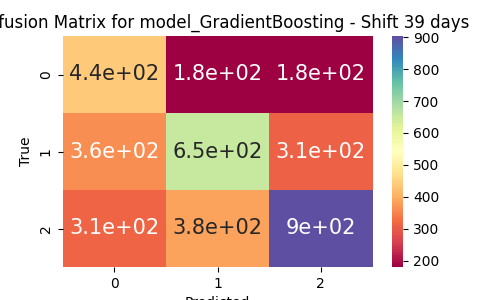 fusion Matrix for model_GradientBoosting - Shift 39 days
0 4.4e+02 1.8e+02 1.8e+02
1 3.6e+02 6.5e+02 3.1e+02
2 3.1e+02 3.8e+02 9e+02
True
0 1 2
Predicted
900
800
700
600
500
400
300
200